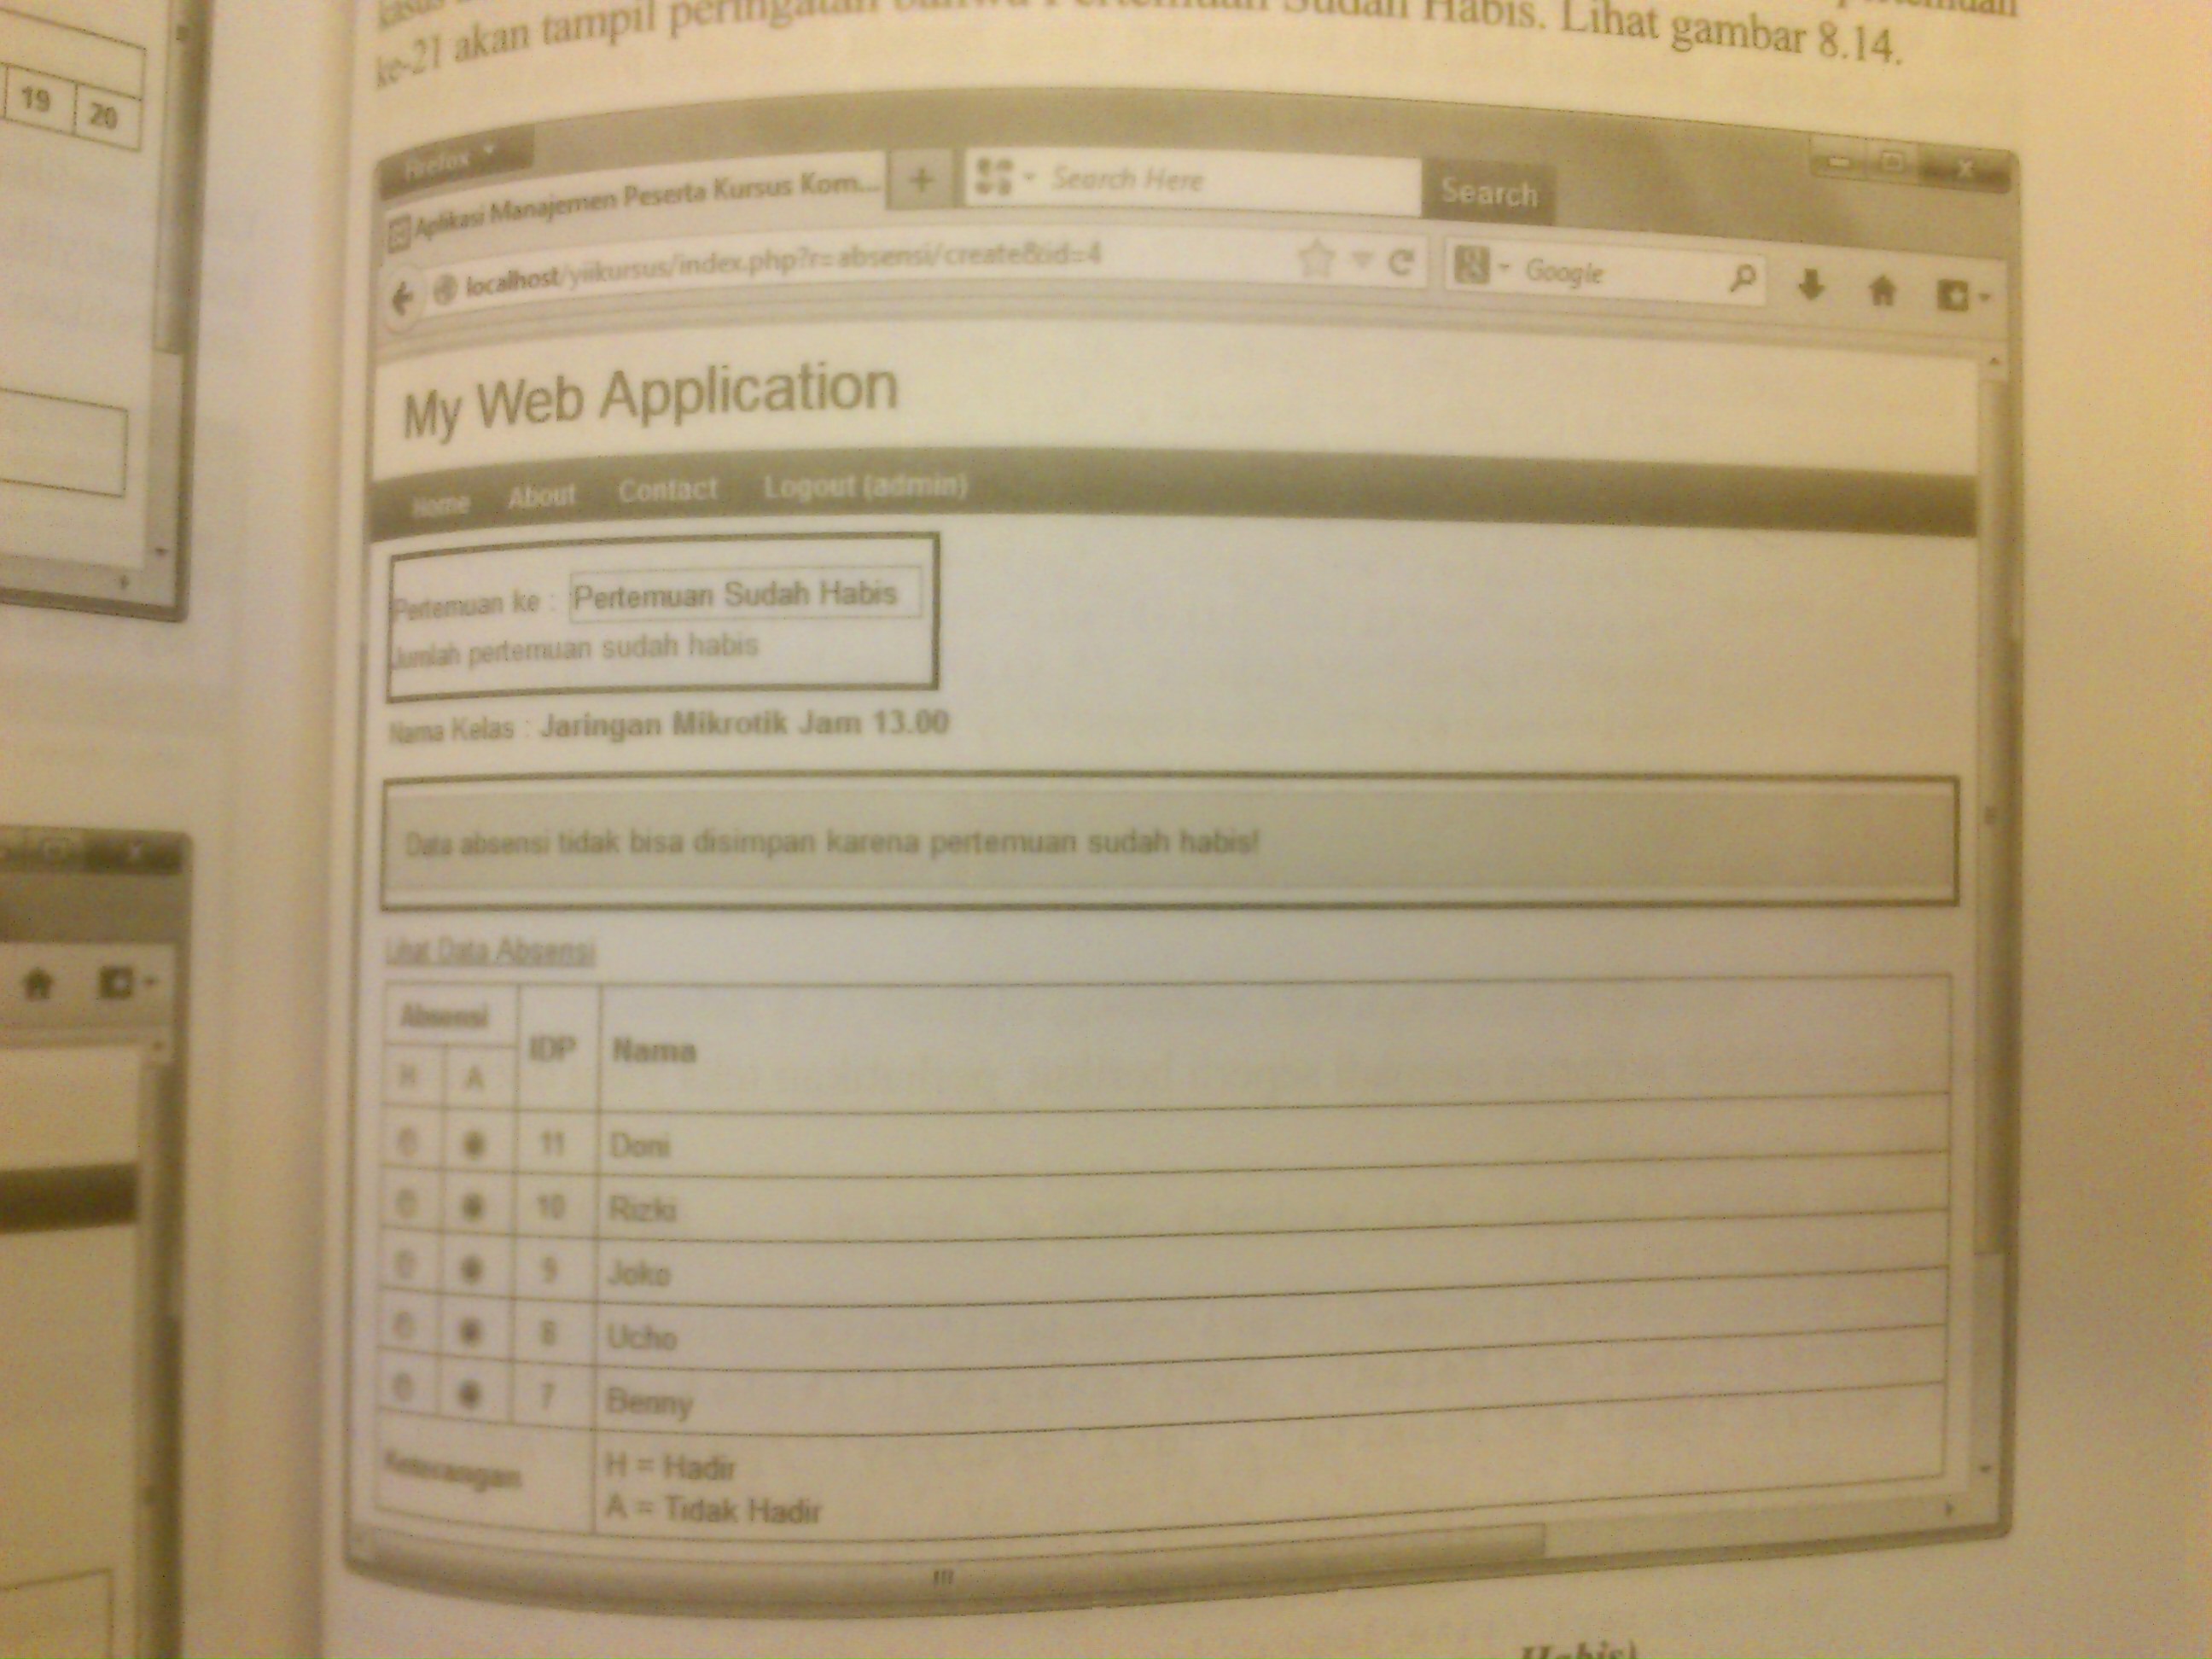 19 20
ke-21 akan tampil peringatan bahwa Pertemuan Sudah Habis. Lihat gambar 8.14.
Firefox
Aplikasi Manajemen Peserta Kursus Kom... + Search Here Search
localhost/yiikursus/index.php?r=absensi/create&id=4 Google
My Web Application
Home About Contact Logout (admin)
Pertemuan ke : Pertemuan Sudah Habis
Jumlah pertemuan sudah habis
Nama Kelas : Jaringan Mikrotik Jam 13.00
Data absensi tidak bisa disimpan karena pertemuan sudah habis!
Lihat Data Absensi
Absensi IDP Nama
H A
11 Doni
10 Rizki
9 Joko
8 Ucho
7 Benny
Keterangan H = Hadir
A = Tidak Hadir
Habis)